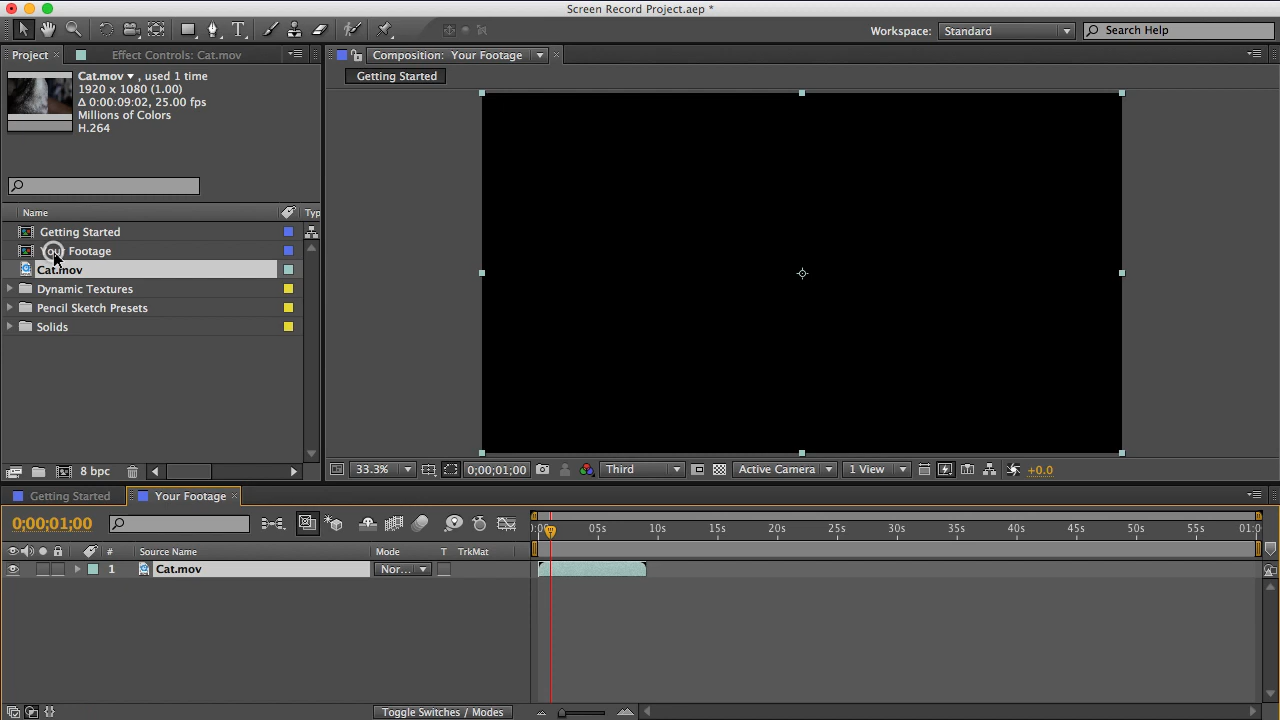 Screen Record Project.aep *
Workspace: Standard Search Help
Project Effect Controls: Cat.mov Composition: Your Footage
Getting Started
Cat.mov , used 1 time
1920 x 1080 (1.00)
Δ 0:00:09:02, 25.00 fps
Millions of Colors
H.264
Name Typ
Getting Started
Your Footage
Cat.mov
Dynamic Textures
Pencil Sketch Presets
Solids
8 bpc 33.3% 0;00;01;00 Third Active Camera 1 View +0.0
Getting Started Your Footage
0;00;01;00 05s 10s 15s 20s 25s 30s 35s 40s 45s 50s 55s 01:0
# Source Name Mode T TrkMat
1 Cat.mov Nor...
Toggle Switches / Modes